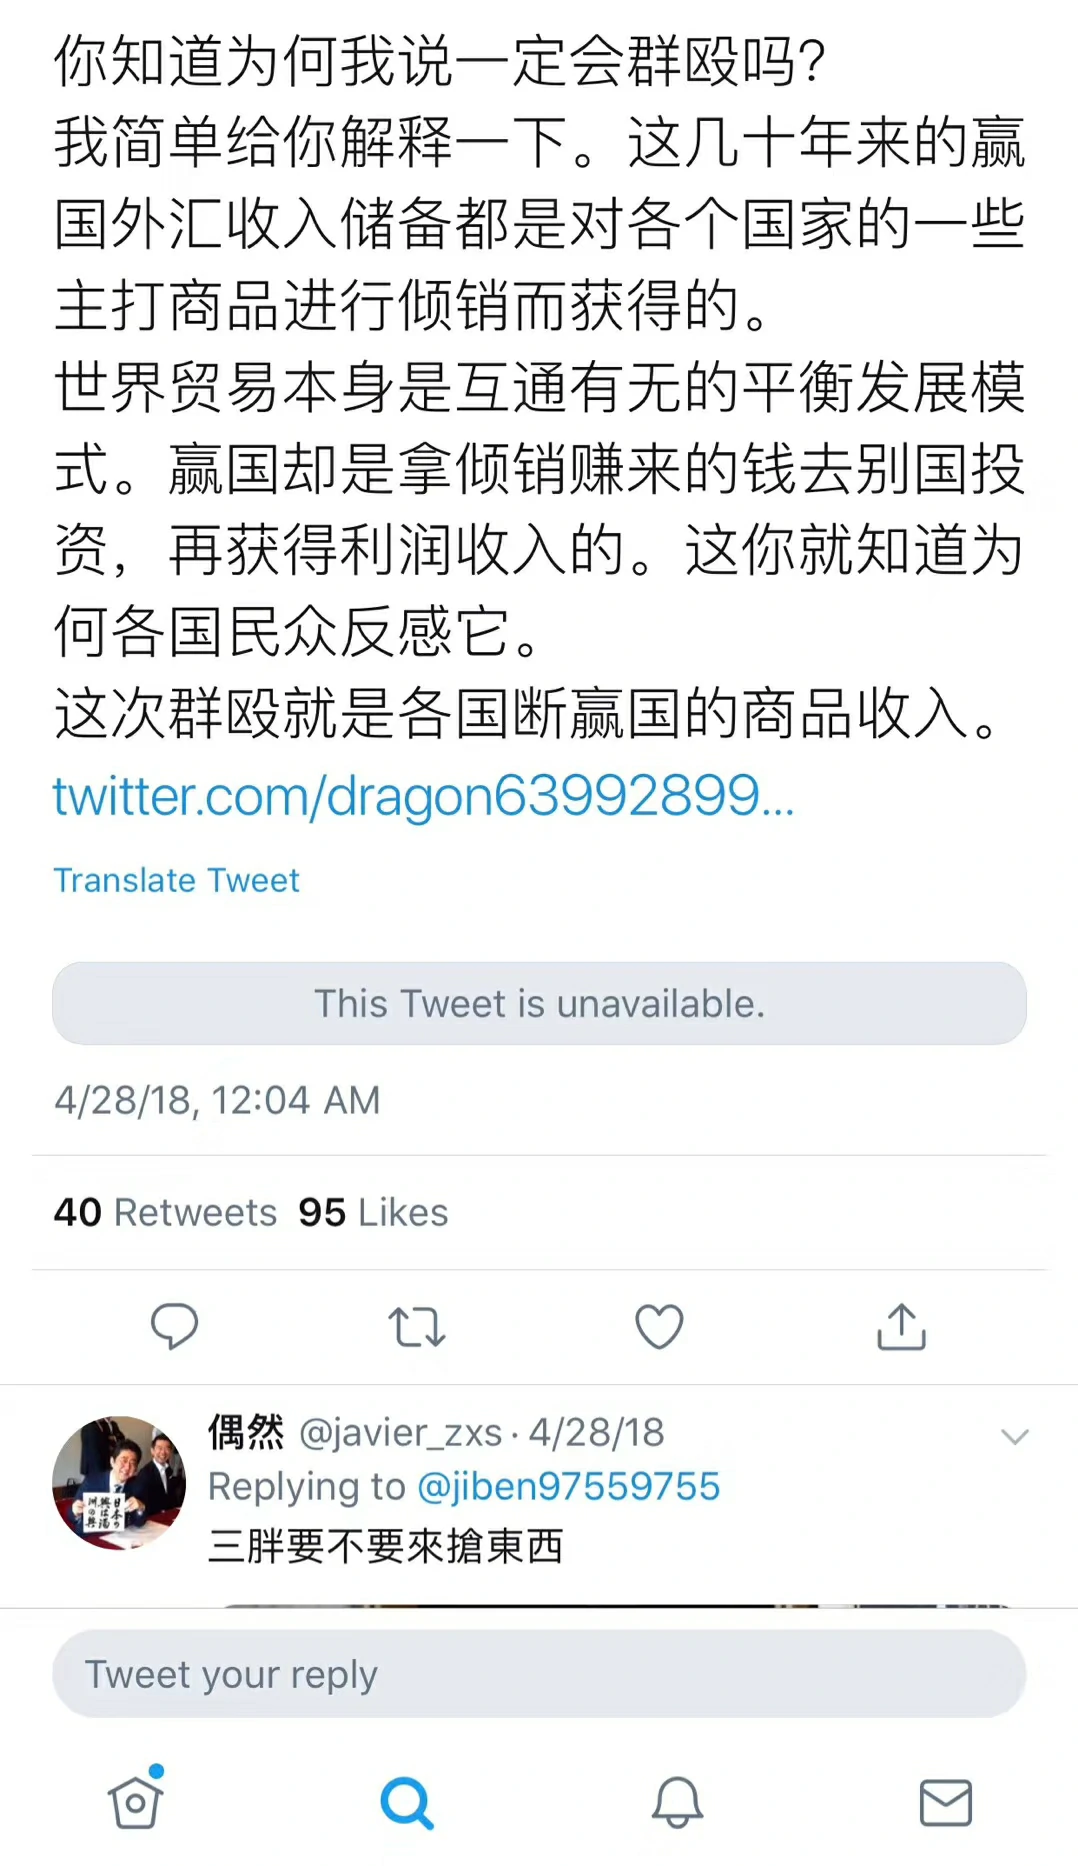 你知道为何我说一定会群殴吗？
我简单给你解释一下。这几十年来的赢
国外汇收入储备都是对各个国家的一些
主打商品进行倾销而获得的。
世界贸易本身是互通有无的平衡发展模
式。赢国却是拿倾销赚来的钱去别国投
资，再获得利润收入的。这你就知道为
何各国民众反感它。
这次群殴就是各国断赢国的商品收入。
twitter.com/dragon63992899...
Translate Tweet
This Tweet is unavailable.
4/28/18, 12:04 AM
40 Retweets 95 Likes
偶然 @javier_zxs · 4/28/18
Replying to @jiben97559755
三胖要不要來搶東西
Tweet your reply